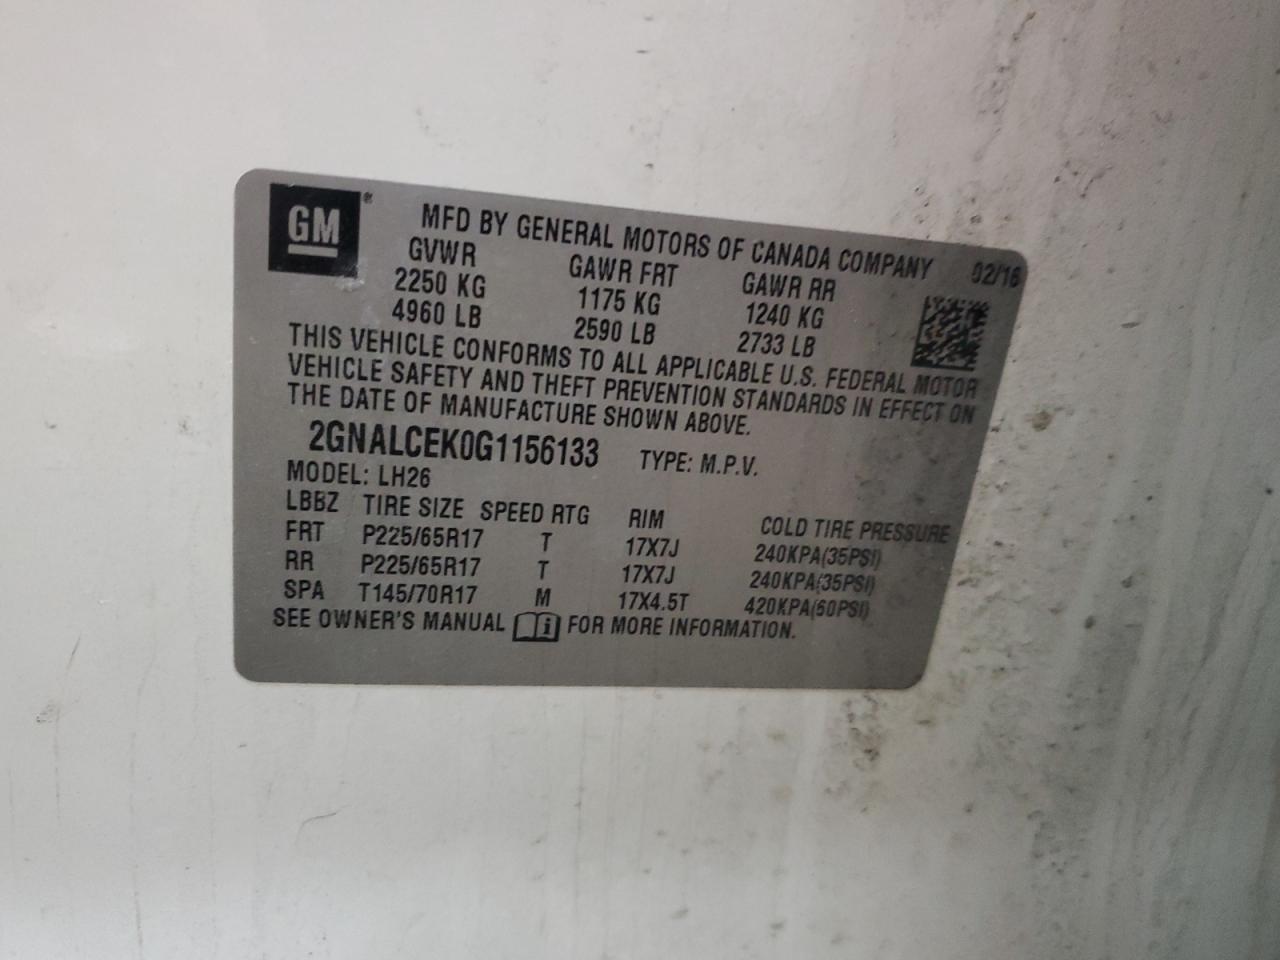 GM ® MFD BY GENERAL MOTORS OF CANADA COMPANY 02/16
GVWR GAWR FRT GAWR RR
2250 KG 1175 KG 1240 KG
4960 LB 2590 LB 2733 LB
THIS VEHICLE CONFORMS TO ALL APPLICABLE U.S. FEDERAL MOTOR
VEHICLE SAFETY AND THEFT PREVENTION STANDARDS IN EFFECT ON
THE DATE OF MANUFACTURE SHOWN ABOVE.
2GNALCEK0G1156133 TYPE: M.P.V.
MODEL: LH26
LBBZ TIRE SIZE SPEED RTG RIM COLD TIRE PRESSURE
FRT P225/65R17 T 17X7J 240KPA(35PSI)
RR P225/65R17 T 17X7J 240KPA(35PSI)
SPA T145/70R17 M 17X4.5T 420KPA(60PSI)
SEE OWNER'S MANUAL i FOR MORE INFORMATION.